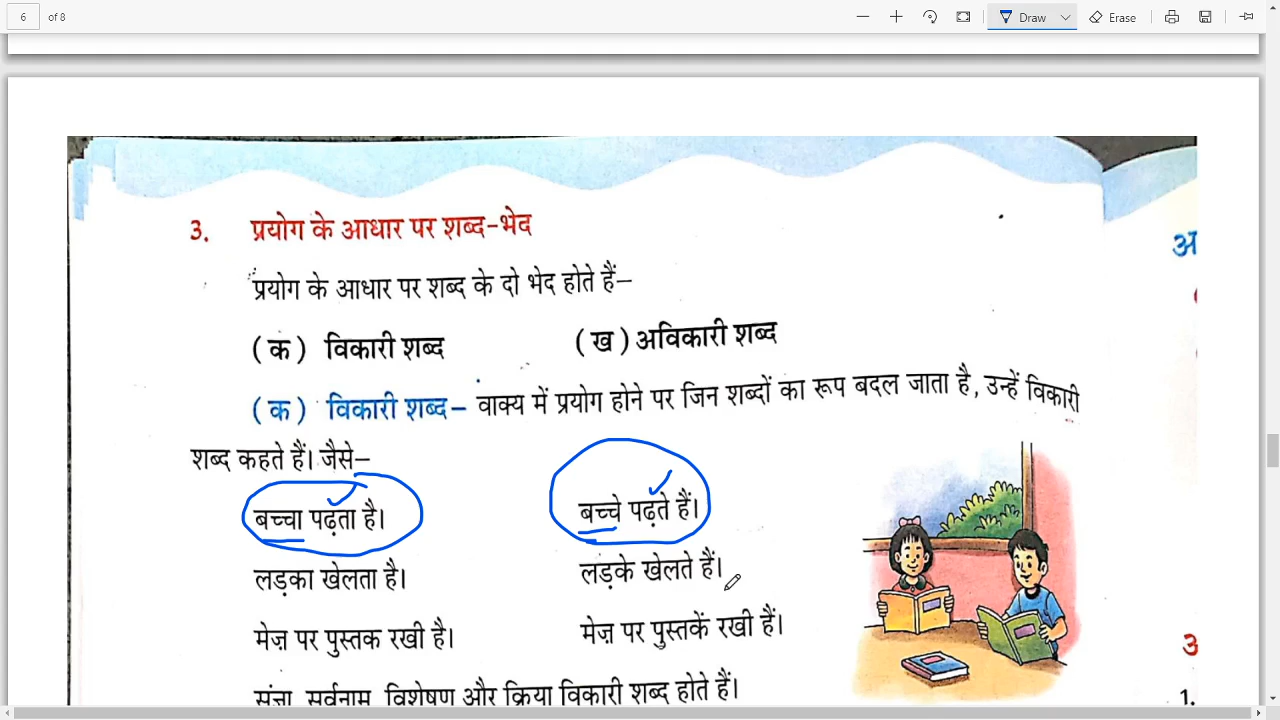 6 of 8 Draw Erase
3. प्रयोग के आधार पर शब्द-भेद
अ
प्रयोग के आधार पर शब्द के दो भेद होते हैं–
(क) विकारी शब्द (ख) अविकारी शब्द
(क) विकारी शब्द– वाक्य में प्रयोग होने पर जिन शब्दों का रूप बदल जाता है, उन्हें विकारी
शब्द कहते हैं। जैसे–
बच्चा पढ़ता है। बच्चे पढ़ते हैं।
लड़का खेलता है। लड़के खेलते हैं।
मेज़ पर पुस्तक रखी है। मेज़ पर पुस्तकें रखी हैं।
3
संज्ञा, सर्वनाम, विशेषण और क्रिया विकारी शब्द होते हैं।
1.